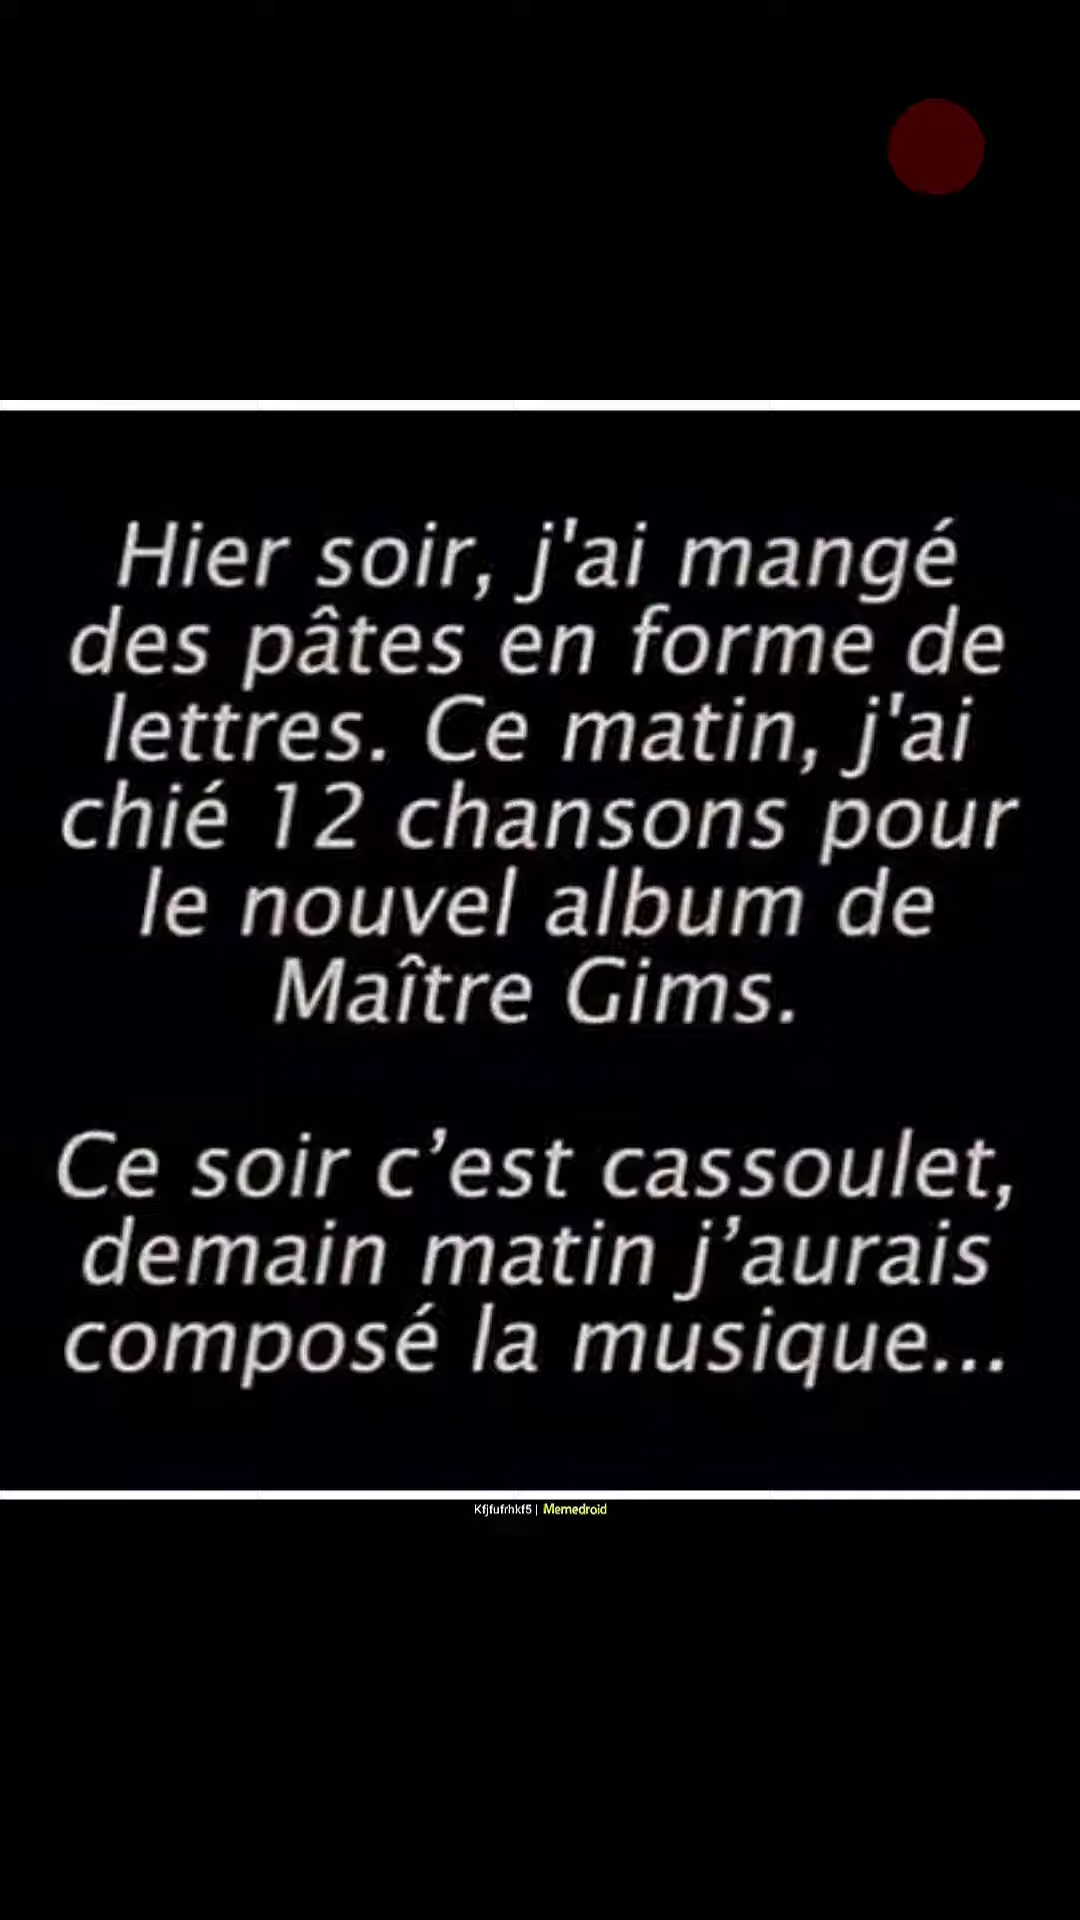 Hier soir, j'ai mangé
des pâtes en forme de
lettres. Ce matin, j'ai
chié 12 chansons pour
le nouvel album de
Maître Gims.
Ce soir c’est cassoulet,
demain matin j’aurais
composé la musique...
Kfjfufrhkf5 | Memedroid